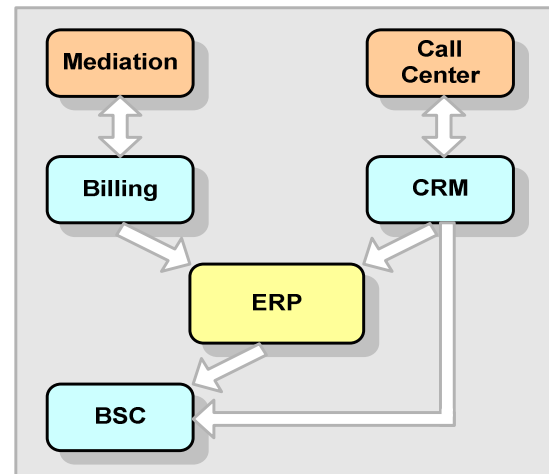 Mediation
Call
Center
Billing
CRM
ERP
BSC